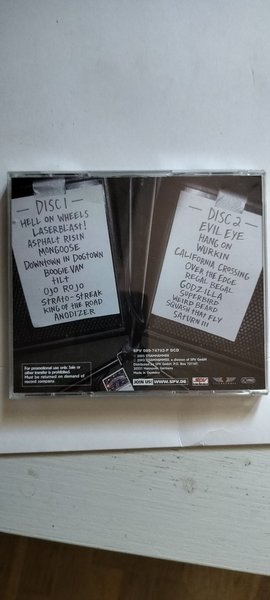 DISC 1
HELL ON WHEELS
LASERBLAST!
ASPHALT RISIN
MONGOOSE
DOWNTOWN IN DOGTOWN
BOOGIE VAN
TILT
OJO ROJO
STRATO-STREAK
KING OF THE ROAD
ANODIZER
DISC 2
EVIL EYE
HANG ON
WURKIN
CALIFORNIA CROSSING
OVER THE EDGE
REGAL BEGAL
GODZILLA
SUPERBIRD
WEIRD BEARD
SQUASH THAT FLY
SATURN III
For promotional use only. Sale or
other transfer is prohibited.
Must be returned on demand of
record company.
JOIN US! WWW.SPV.DE
SPV